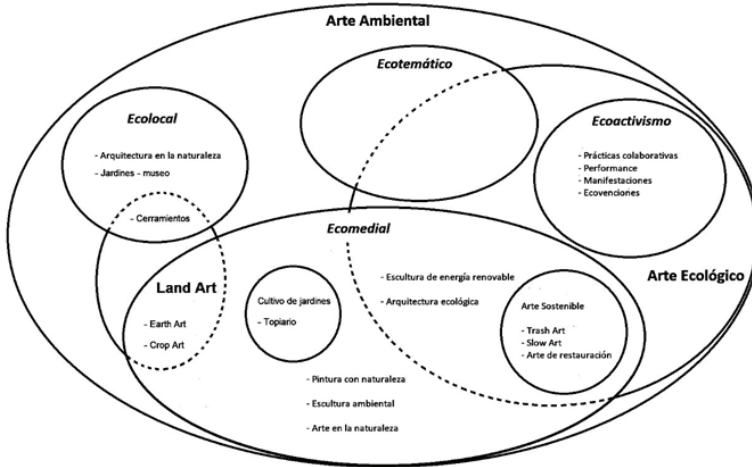 Arte Ambiental
Ecotemático
Ecolocal
- Arquitectura en la naturaleza
- Jardines - museo
- Cerramientos
Ecoactivismo
- Prácticas colaborativas
- Performance
- Manifestaciones
- Ecovenciones
Ecomedial
Land Art
- Earth Art
- Crop Art
Cultivo de jardines
- Topiario
- Escultura de energía renovable
- Arquitectura ecológica
Arte Ecológico
Arte Sostenible
- Trash Art
- Slow Art
- Arte de restauración
- Pintura con naturaleza
- Escultura ambiental
- Arte en la naturaleza